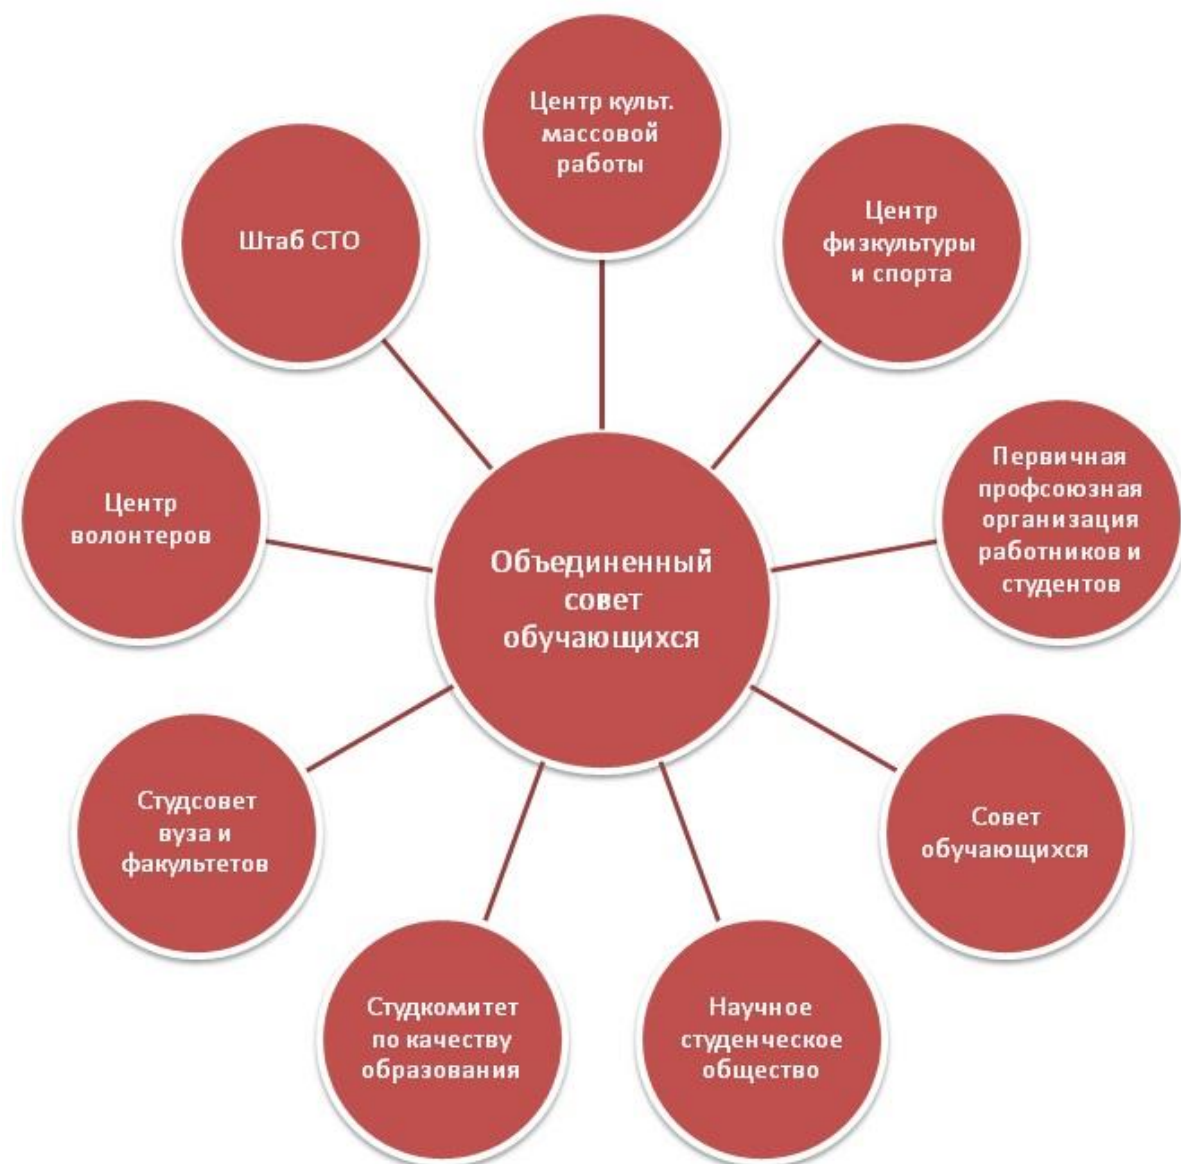 Центр культ.
массовой
работы
Центр
физкультуры
и спорта
Первичная
профсоюзная
организация
работников и
студентов
Совет
обучающихся
Научное
студенческое
общество
Студкомитет
по качеству
образования
Студсовет
вуза и
факультетов
Центр
волонтеров
Штаб СТО
Объединенный
совет
обучающихся